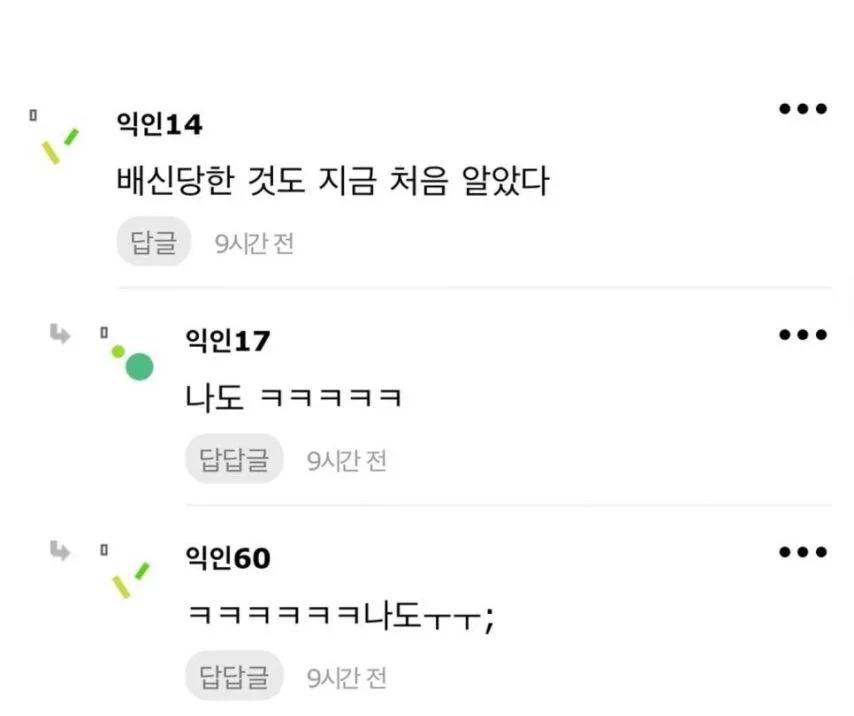 익인14
배신당한 것도 지금 처음 알았다
답글 9시간 전
익인17
나도 ㅋㅋㅋㅋㅋ
답답글 9시간 전
익인60
ㅋㅋㅋㅋㅋㅋ나도ㅜㅜ;
답답글 9시간 전